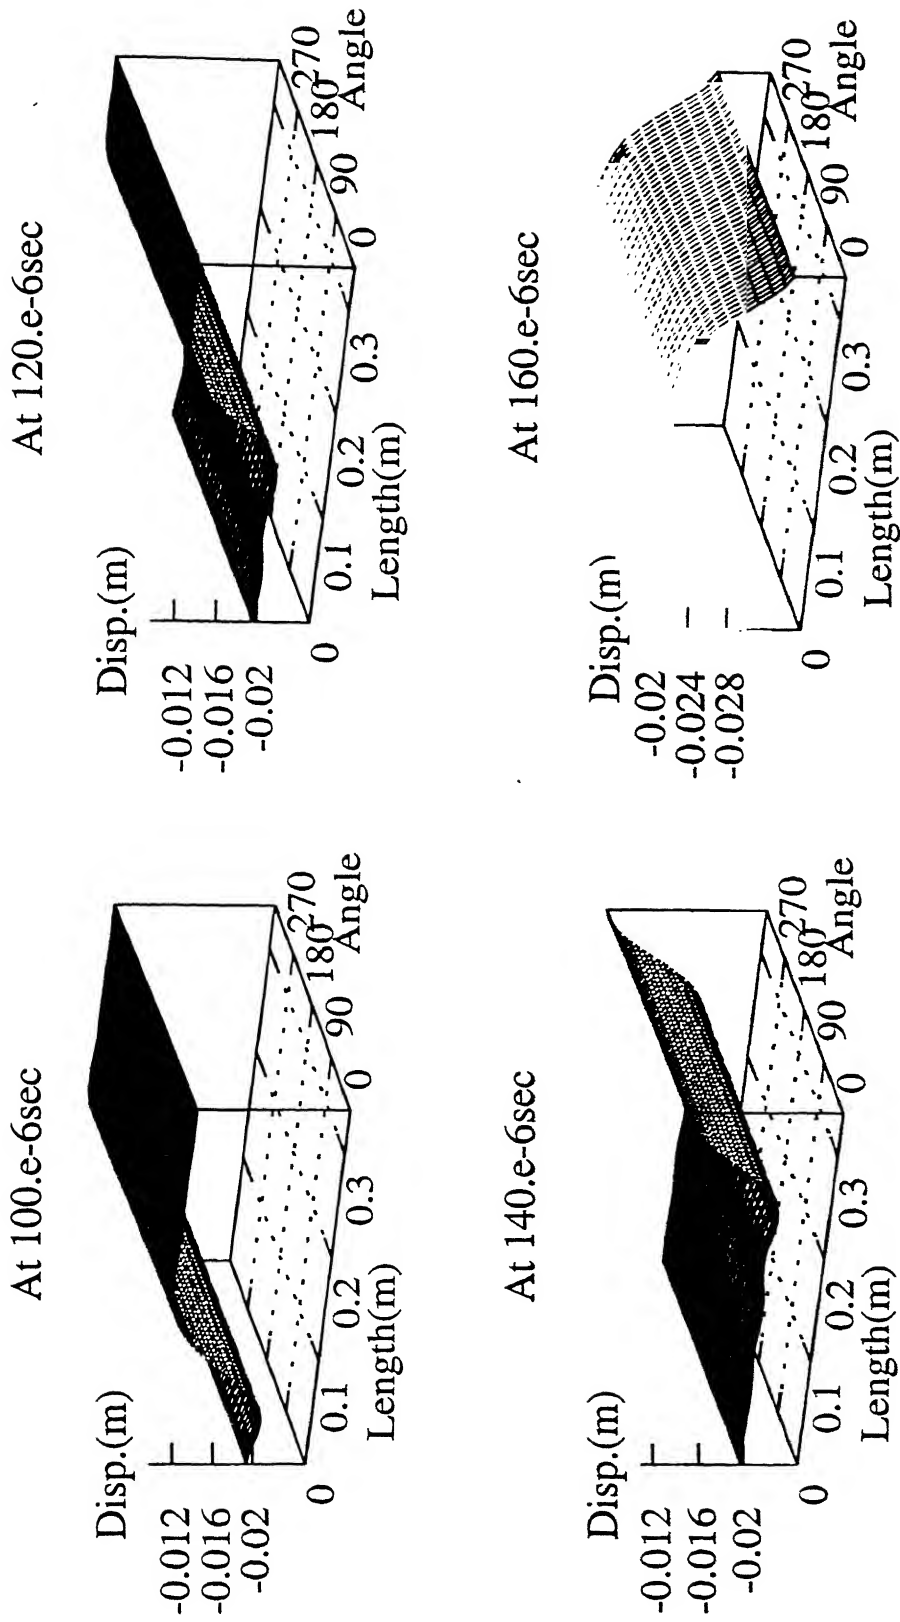 At 100.e-6sec
Disp.(m)
-0.012
-0.016
-0.02
0
0.1
0.2
0.3
Length(m)
0
90
180
270
Angle
At 120.e-6sec
Disp.(m)
-0.012
-0.016
-0.02
0
0.1
0.2
0.3
Length(m)
0
90
180
270
Angle
At 140.e-6sec
Disp.(m)
-0.012
-0.016
-0.02
0
0.1
0.2
0.3
Length(m)
0
90
180
270
Angle
At 160.e-6sec
Disp.(m)
-0.02
-0.024
-0.028
0
0.1
0.2
0.3
Length(m)
0
90
180
270
Angle